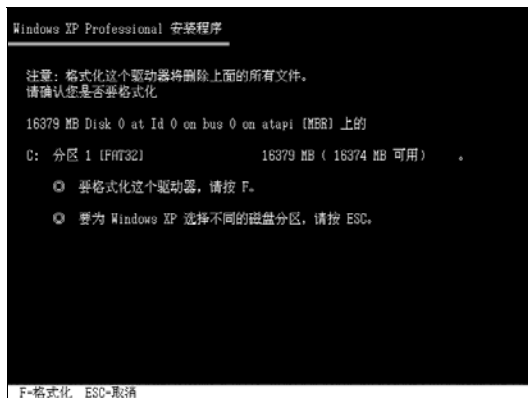 Windows XP Professional 安装程序
注意: 格式化这个驱动器将删除上面的所有文件。
请确认您是否要格式化
16379 MB Disk 0 at Id 0 on bus 0 on atapi [MBR] 上的
C: 分区 1 [FAT32] 16379 MB ( 16374 MB 可用) 。
要格式化这个驱动器, 请按 F。
要为 Windows XP 选择不同的磁盘分区, 请按 ESC。
F=格式化 ESC=取消